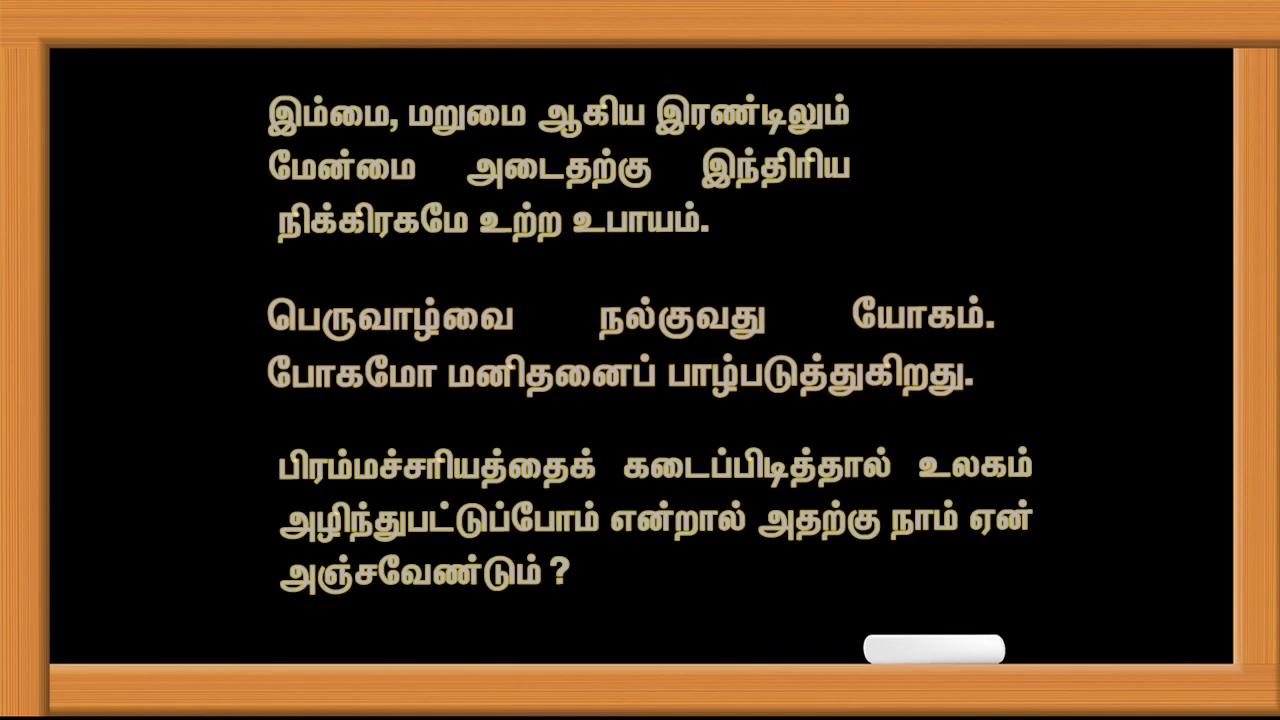 இம்மை, மறுமை ஆகிய இரண்டிலும்
மேன்மை அடைதற்கு இந்திரிய
நிக்கிரகமே உற்ற உபாயம்.
பெருவாழ்வை நல்குவது யோகம்.
போகமோ மனிதனைப் பாழ்படுத்துகிறது.
பிரம்மச்சரியத்தைக் கடைப்பிடித்தால் உலகம்
அழிந்துபட்டுப்போம் என்றால் அதற்கு நாம் ஏன்
அஞ்சவேண்டும் ?